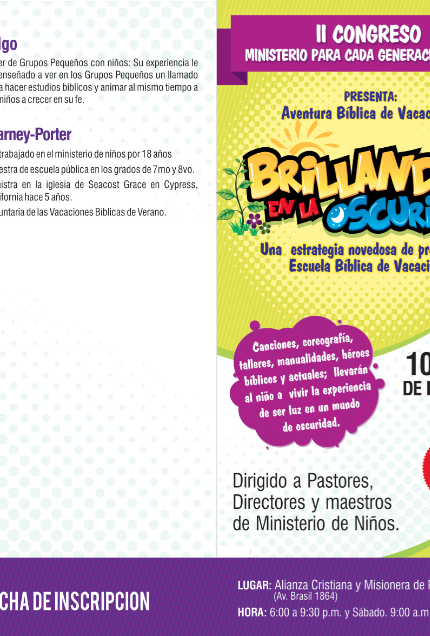 lgo
er de Grupos Pequeños con niños: Su experiencia le
enseñado a ver en los Grupos Pequeños un llamado
a hacer estudios bíblicos y animar al mismo tiempo a
niños a crecer en su fe.
arney-Porter
trabajado en el ministerio de niños por 18 años
estra de escuela pública en los grados de 7mo y 8vo.
nistra en la iglesia de Seacost Grace en Cypress,
ifornia hace 5 años.
untaria de las Vacaciones Bíblicas de Verano.
CHA DE INSCRIPCION
II CONGRESO
MINISTERIO PARA CADA GENERAC
PRESENTA:
Aventura Bíblica de Vacac
BRILLAND
EN LA OSCURI
Una estrategia novedosa de pr
Escuela Bíblica de Vacaci
Canciones, coreografía,
talleres, manualidades, héroes
bíblicos y actuales; llevarán
al niño a vivir la experiencia
de ser luz en un mundo
de oscuridad.
10
DE
Dirigido a Pastores,
Directores y maestros
de Ministerio de Niños.
LUGAR: Alianza Cristiana y Misionera de
(Av. Brasil 1864)
HORA: 6:00 a 9:30 p.m. y Sábado. 9:00 a.m